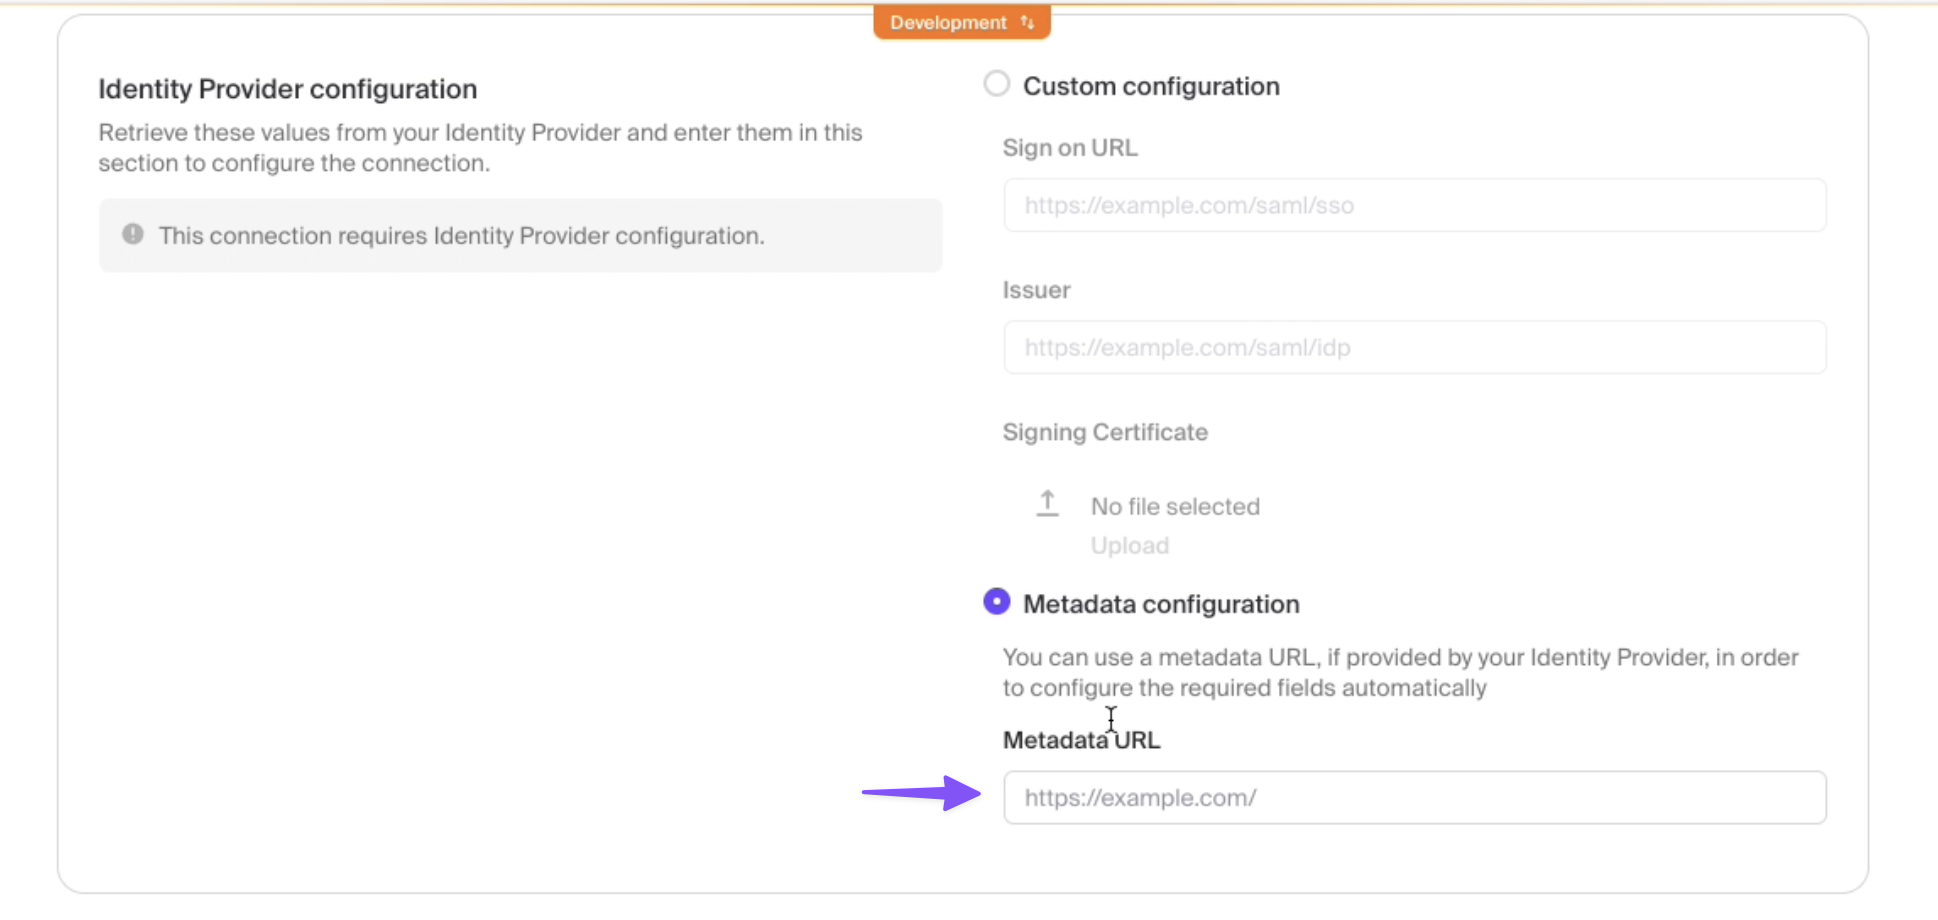 Development
Identity Provider configuration
Retrieve these values from your Identity Provider and enter them in this
section to configure the connection.
This connection requires Identity Provider configuration.
Custom configuration
Sign on URL
https://example.com/saml/sso
Issuer
https://example.com/saml/idp
Signing Certificate
No file selected
Upload
Metadata configuration
You can use a metadata URL, if provided by your Identity Provider, in order
to configure the required fields automatically
Metadata URL
https://example.com/